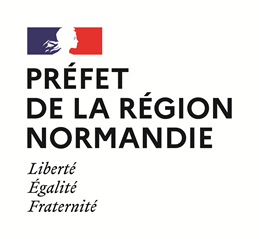 PRÉFET
DE LA RÉGION
NORMANDIE
Liberté
Égalité
Fraternité